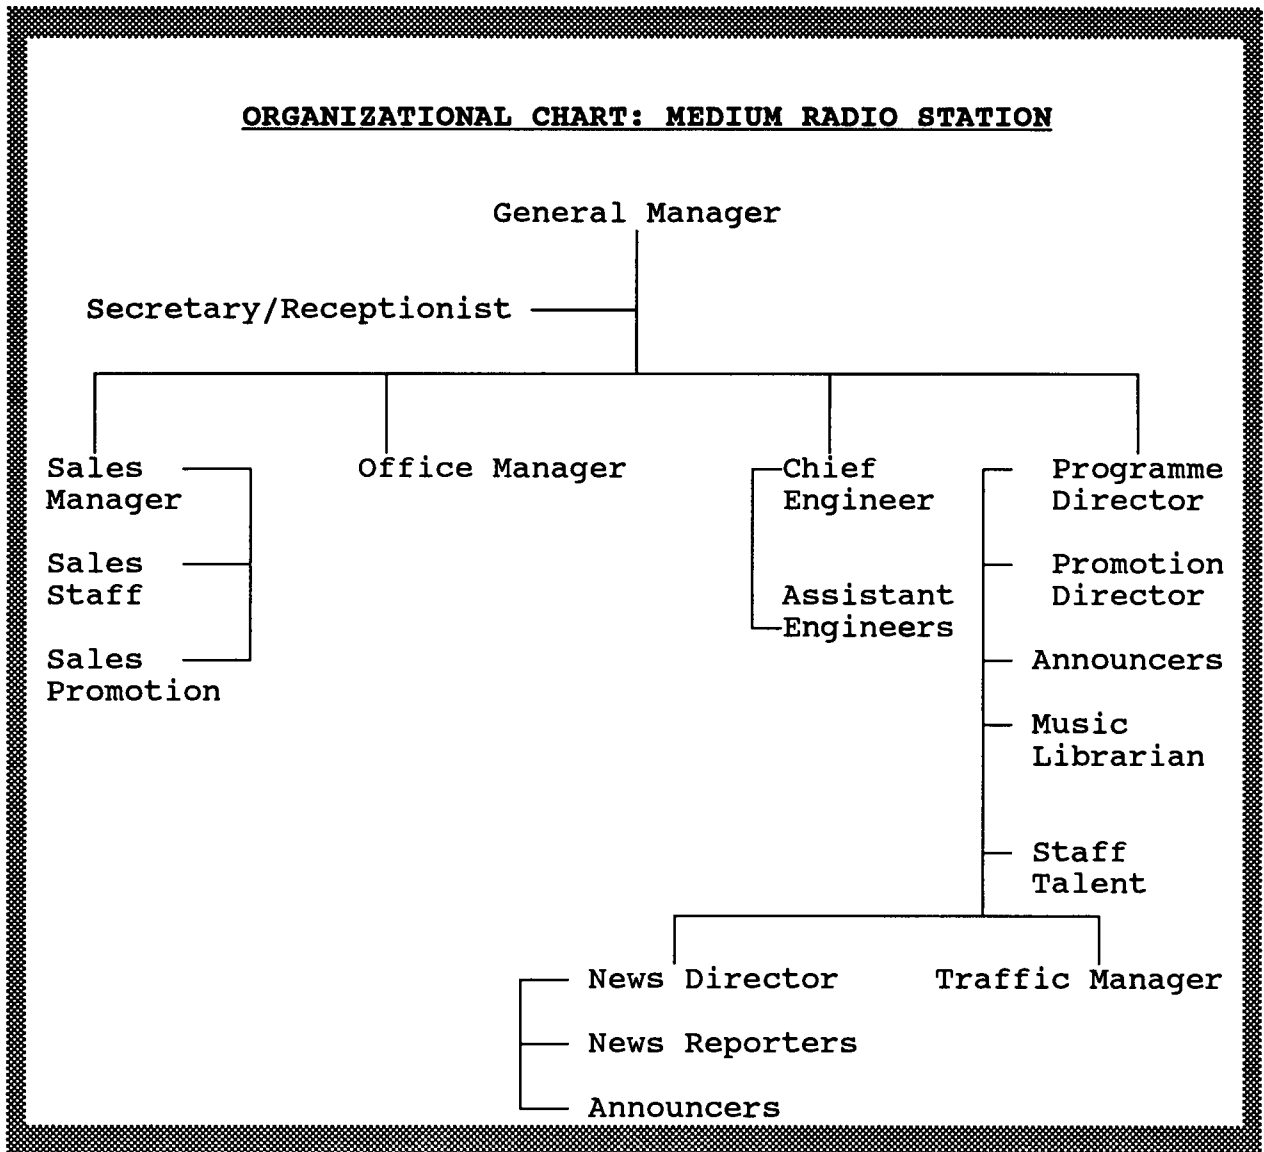 ORGANIZATIONAL CHART: MEDIUM RADIO STATION
General Manager
Secretary/Receptionist
Sales
Manager
Sales
Staff
Sales
Promotion
Office Manager
Chief
Engineer
Assistant
Engineers
Programme
Director
Promotion
Director
Announcers
Music
Librarian
Staff
Talent
News Director
News Reporters
Announcers
Traffic Manager